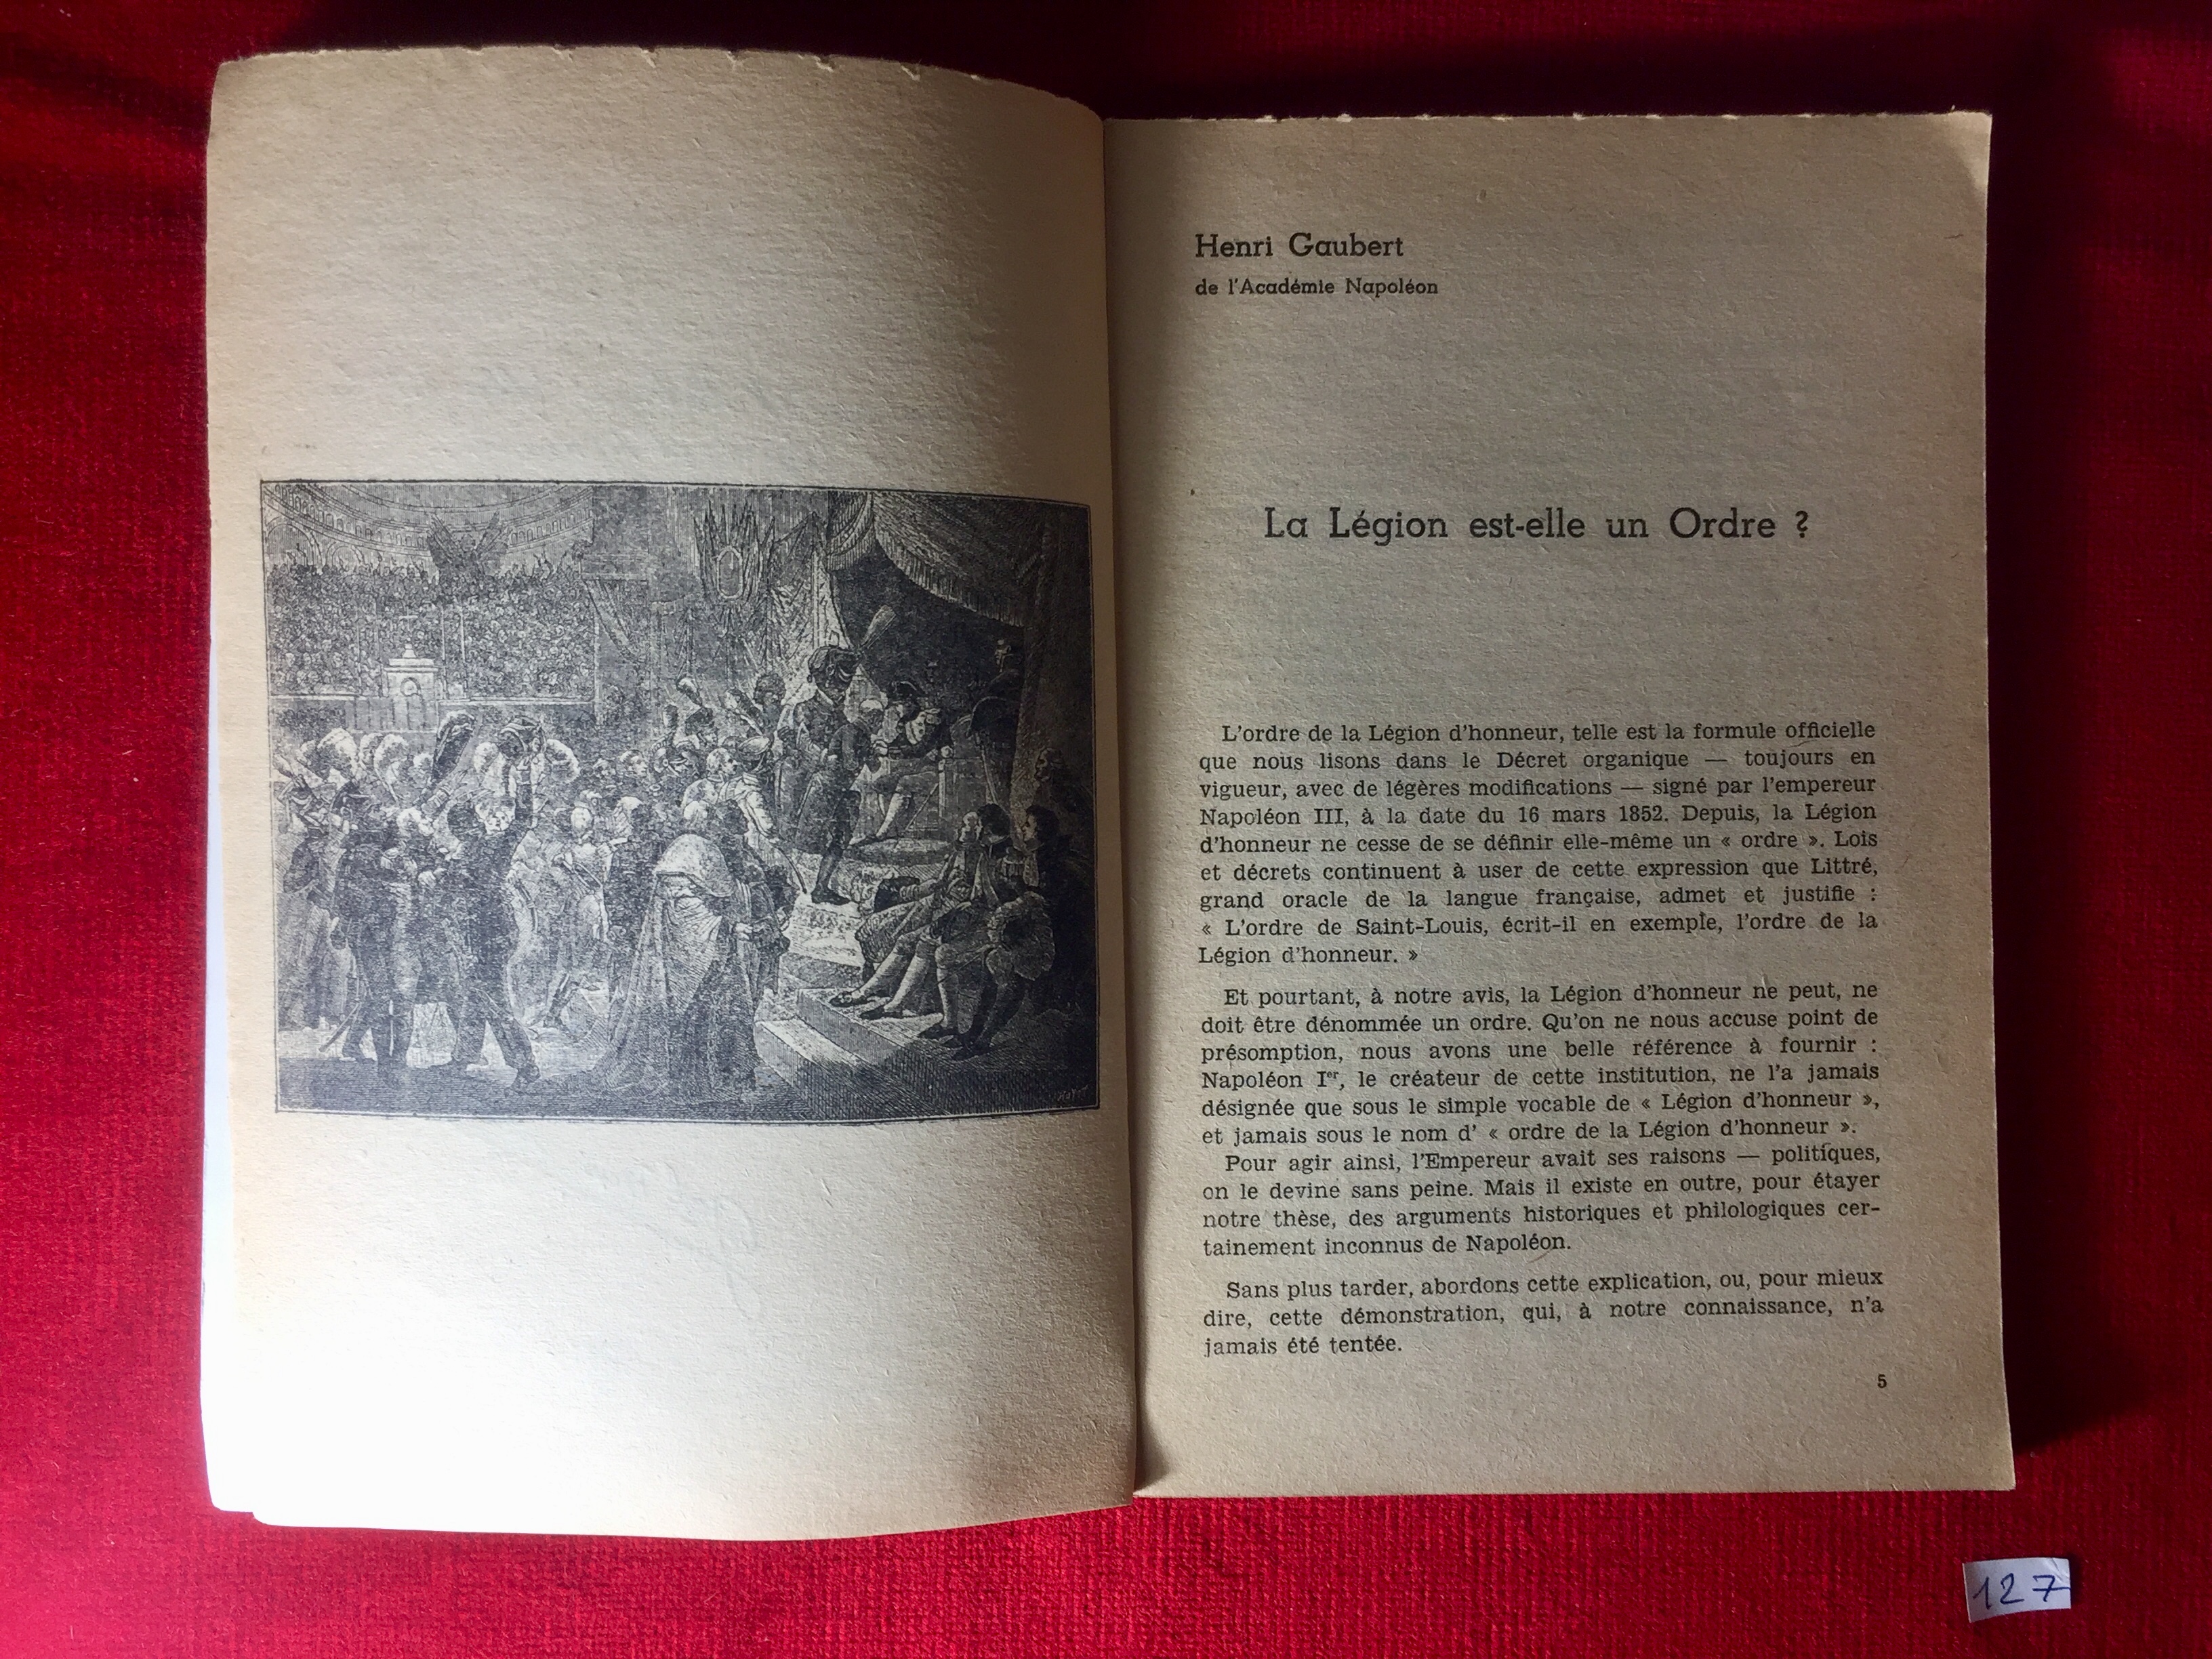 Henri Gaubert
de l'Académie Napoléon
La Légion est-elle un Ordre ?
L'ordre de la Légion d'honneur, telle est la formule officielle
que nous lisons dans le Décret organique — toujours en
vigueur, avec de légères modifications — signé par l'empereur
Napoléon III, à la date du 16 mars 1852. Depuis, la Légion
d'honneur ne cesse de se définir elle-même un « ordre ». Lois
et décrets continuent à user de cette expression que Littré,
grand oracle de la langue française, admet et justifie :
« L'ordre de Saint-Louis, écrit-il en exemple, l'ordre de la
Légion d'honneur. »
Et pourtant, à notre avis, la Légion d'honneur ne peut, ne
doit être dénommée un ordre. Qu'on ne nous accuse point de
présomption, nous avons une belle référence à fournir :
Napoléon Ier, le créateur de cette institution, ne l'a jamais
désignée que sous le simple vocable de « Légion d'honneur »,
et jamais sous le nom d' « ordre de la Légion d'honneur ».
Pour agir ainsi, l'Empereur avait ses raisons — politiques,
on le devine sans peine. Mais il existe en outre, pour étayer
notre thèse, des arguments historiques et philologiques cer-
tainement inconnus de Napoléon.
Sans plus tarder, abordons cette explication, ou, pour mieux
dire, cette démonstration, qui, à notre connaissance, n'a
jamais été tentée.
5
127